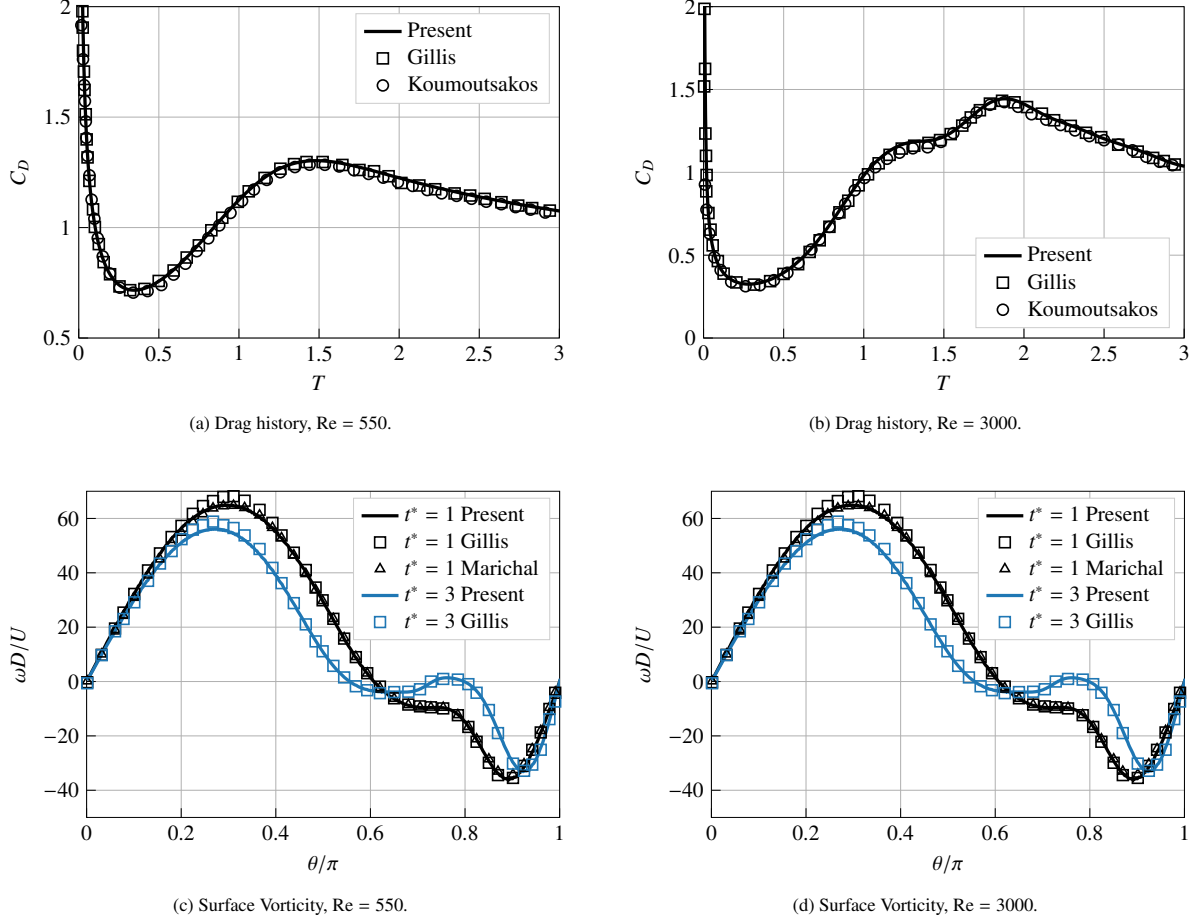 2
1.5
1
0.5
C_D
0 0.5 1 1.5 2 2.5 3
T
Present
Gillis
Koumoutsakos
(a) Drag history, Re = 550.
2
1.5
1
0.5
0
C_D
0 0.5 1 1.5 2 2.5 3
T
Present
Gillis
Koumoutsakos
(b) Drag history, Re = 3000.
60
40
20
0
−20
−40
ωD/U
0 0.2 0.4 0.6 0.8 1
θ/π
t* = 1 Present
t* = 1 Gillis
t* = 1 Marichal
t* = 3 Present
t* = 3 Gillis
(c) Surface Vorticity, Re = 550.
60
40
20
0
−20
−40
ωD/U
0 0.2 0.4 0.6 0.8 1
θ/π
t* = 1 Present
t* = 1 Gillis
t* = 1 Marichal
t* = 3 Present
t* = 3 Gillis
(d) Surface Vorticity, Re = 3000.